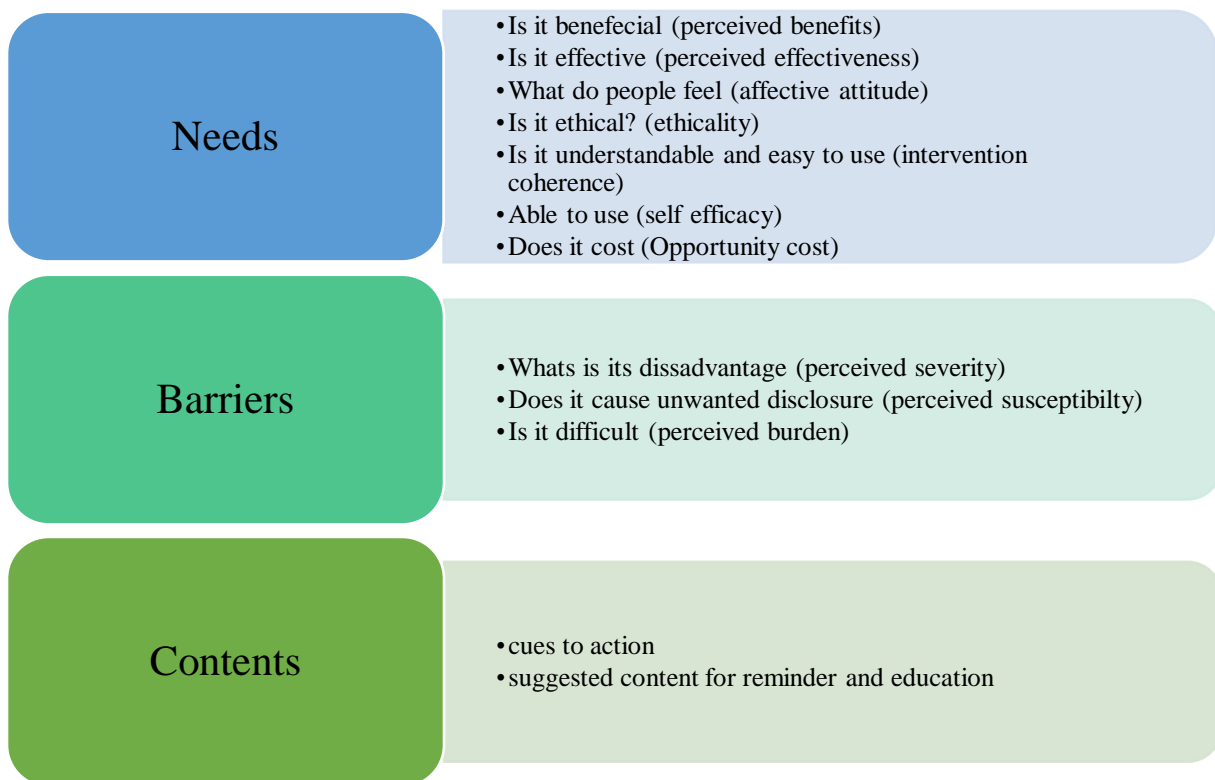 Needs
•Is it benefecial (perceived benefits)
•Is it effective (perceived effectiveness)
•What do people feel (affective attitude)
•Is it ethical? (ethicality)
•Is it understandable and easy to use (intervention
coherence)
•Able to use (self efficacy)
•Does it cost (Opportunity cost)
Barriers
•Whats is its dissadvantage (perceived severity)
•Does it cause unwanted disclosure (perceived susceptibilty)
•Is it difficult (perceived burden)
Contents
•cues to action
•suggested content for reminder and education